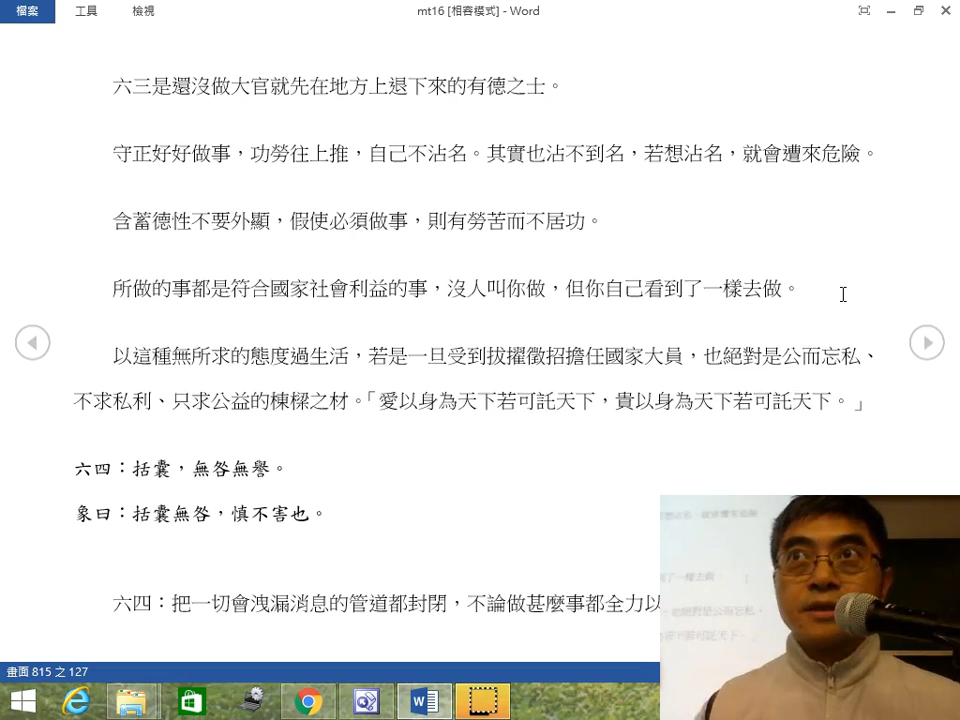 檔案 工具 檢視 mt16 [相容模式] - Word
六三是還沒做大官就先在地方上退下來的有德之士。
守正好好做事，功勞往上推，自己不沾名。其實也沾不到名，若想沾名，就會遭來危險。
含蓄德性不要外顯，假使必須做事，則有勞苦而不居功。
所做的事都是符合國家社會利益的事，沒人叫你做，但你自己看到了一樣去做。
以這種無所求的態度過生活，若是一旦受到拔擢徵招擔任國家大員，也絕對是公而忘私、
不求私利、只求公益的棟樑之材。「愛以身為天下若可託天下，貴以身為天下若可託天下。」
六四：括囊，無咎無譽。
象曰：括囊無咎，慎不害也。
六四：把一切會洩漏消息的管道都封閉，不論做甚麼事都全力以
畫面 815 之 127